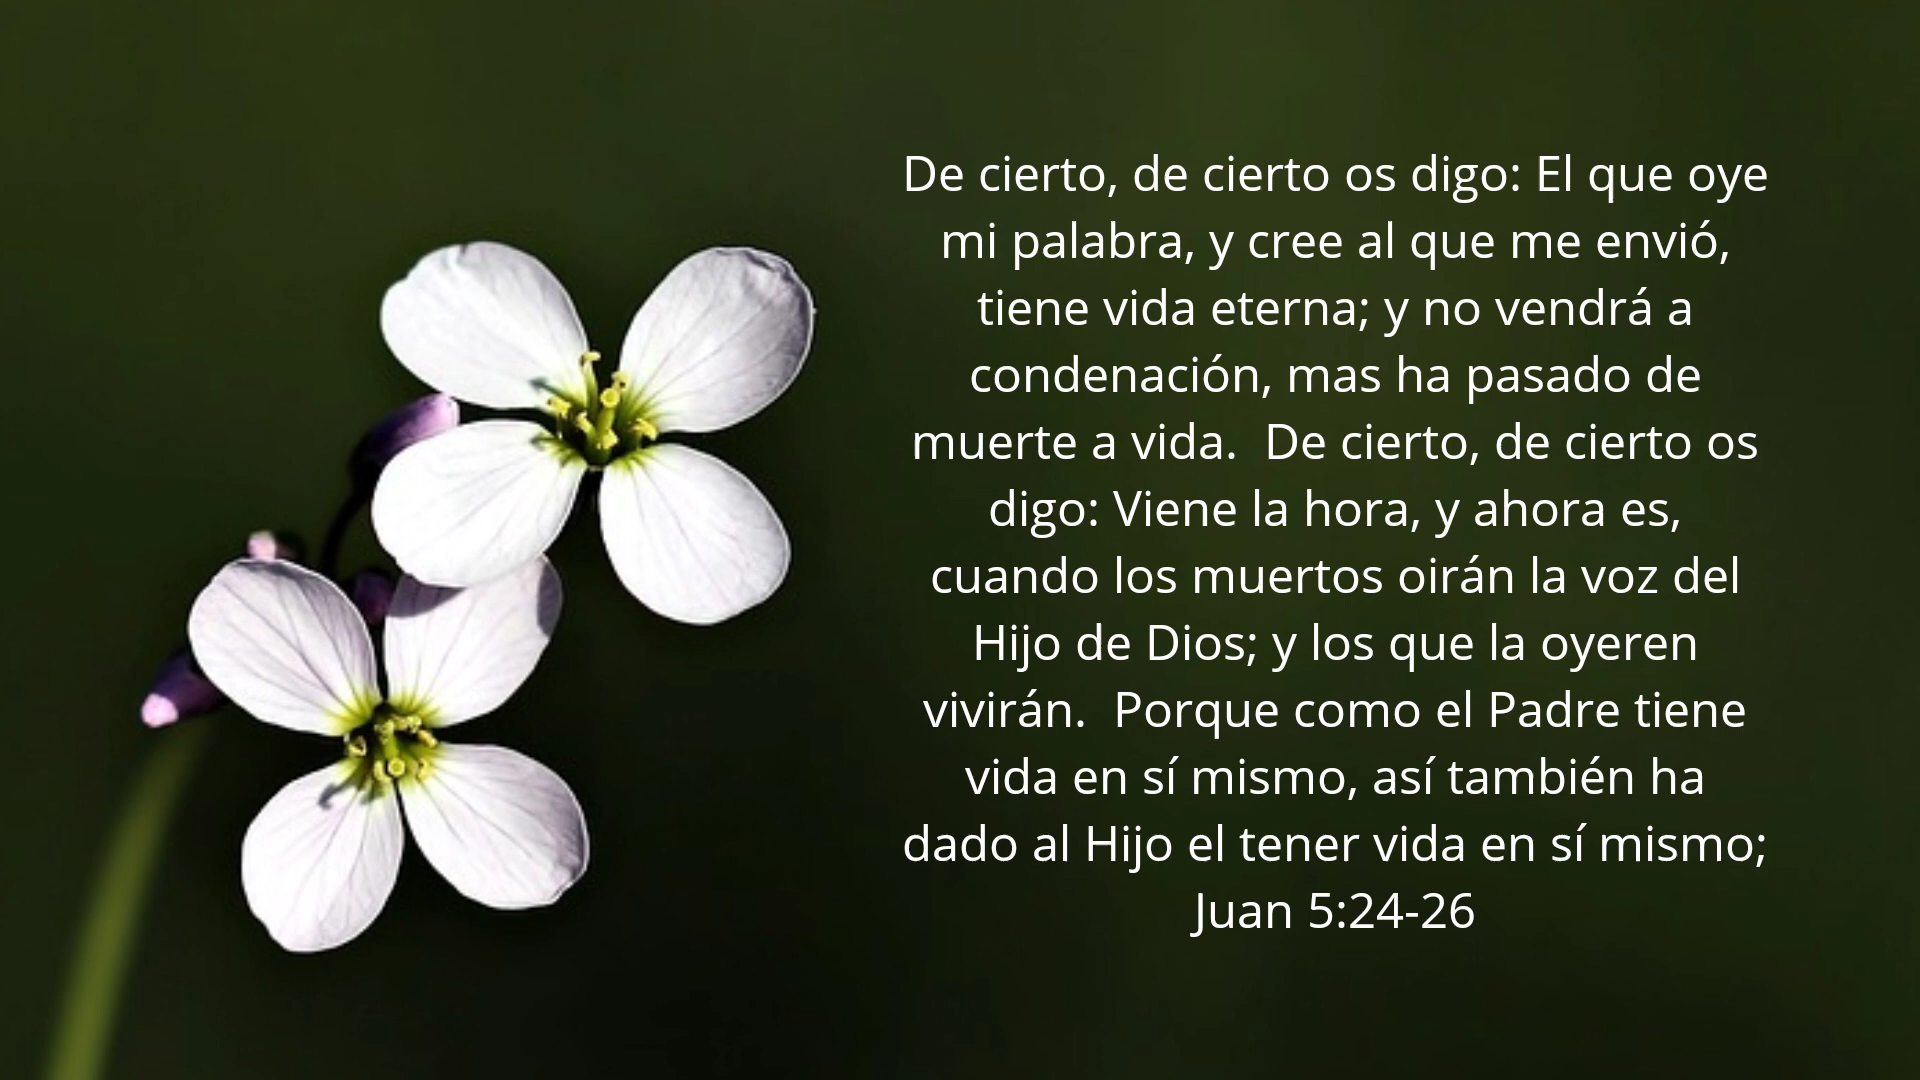 De cierto, de cierto os digo: El que oye
mi palabra, y cree al que me envió,
tiene vida eterna; y no vendrá a
condenación, mas ha pasado de
muerte a vida.  De cierto, de cierto os
digo: Viene la hora, y ahora es,
cuando los muertos oirán la voz del
Hijo de Dios; y los que la oyeren
vivirán.  Porque como el Padre tiene
vida en sí mismo, así también ha
dado al Hijo el tener vida en sí mismo;
Juan 5:24-26